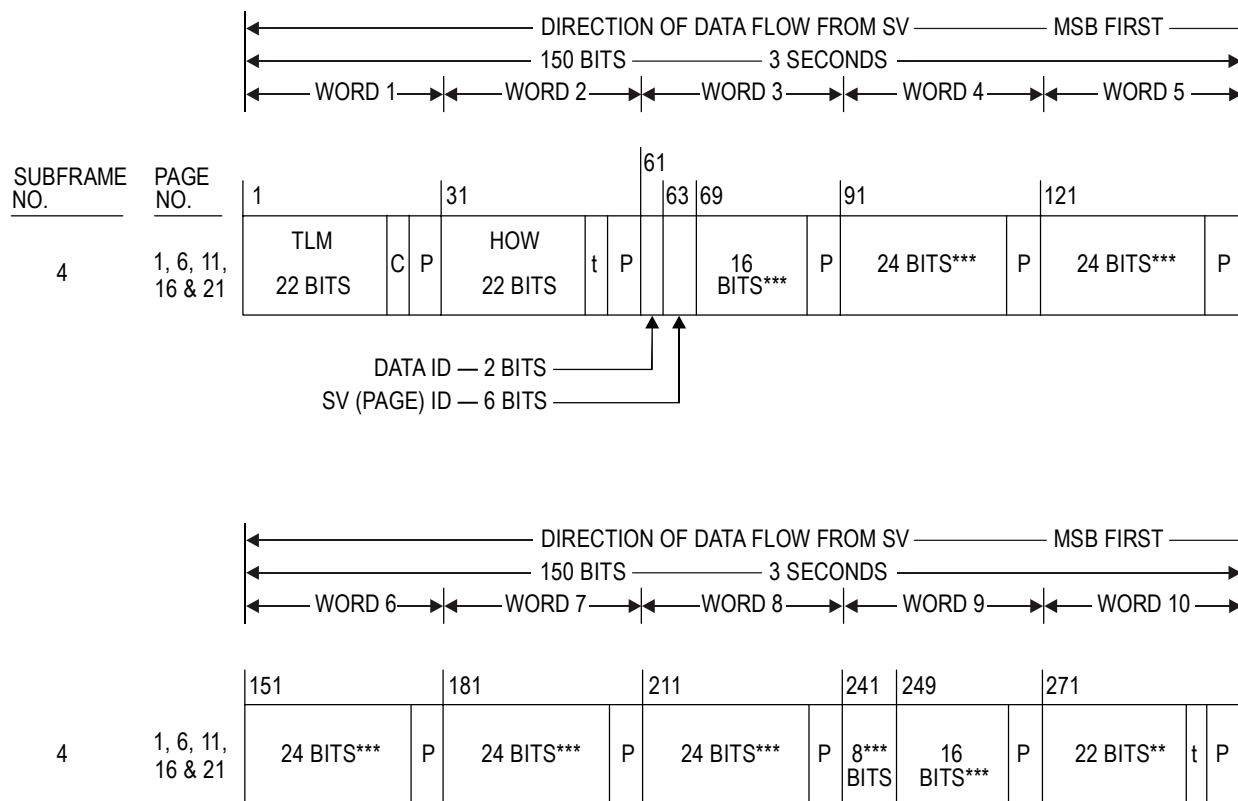 DIRECTION OF DATA FLOW FROM SV MSB FIRST
150 BITS 3 SECONDS
WORD 1 WORD 2 WORD 3 WORD 4 WORD 5
SUBFRAME NO. PAGE NO.
61
1 31 63 69 91 121
4
1, 6, 11, 16 & 21
TLM 22 BITS
C
P
HOW 22 BITS
t
P
16 BITS***
P
24 BITS***
P
24 BITS***
P
DATA ID — 2 BITS
SV (PAGE) ID — 6 BITS
DIRECTION OF DATA FLOW FROM SV MSB FIRST
150 BITS 3 SECONDS
WORD 6 WORD 7 WORD 8 WORD 9 WORD 10
151 181 211 241 249 271
4
1, 6, 11, 16 & 21
24 BITS***
P
24 BITS***
P
24 BITS***
P
8*** BITS
16 BITS***
P
22 BITS**
t
P